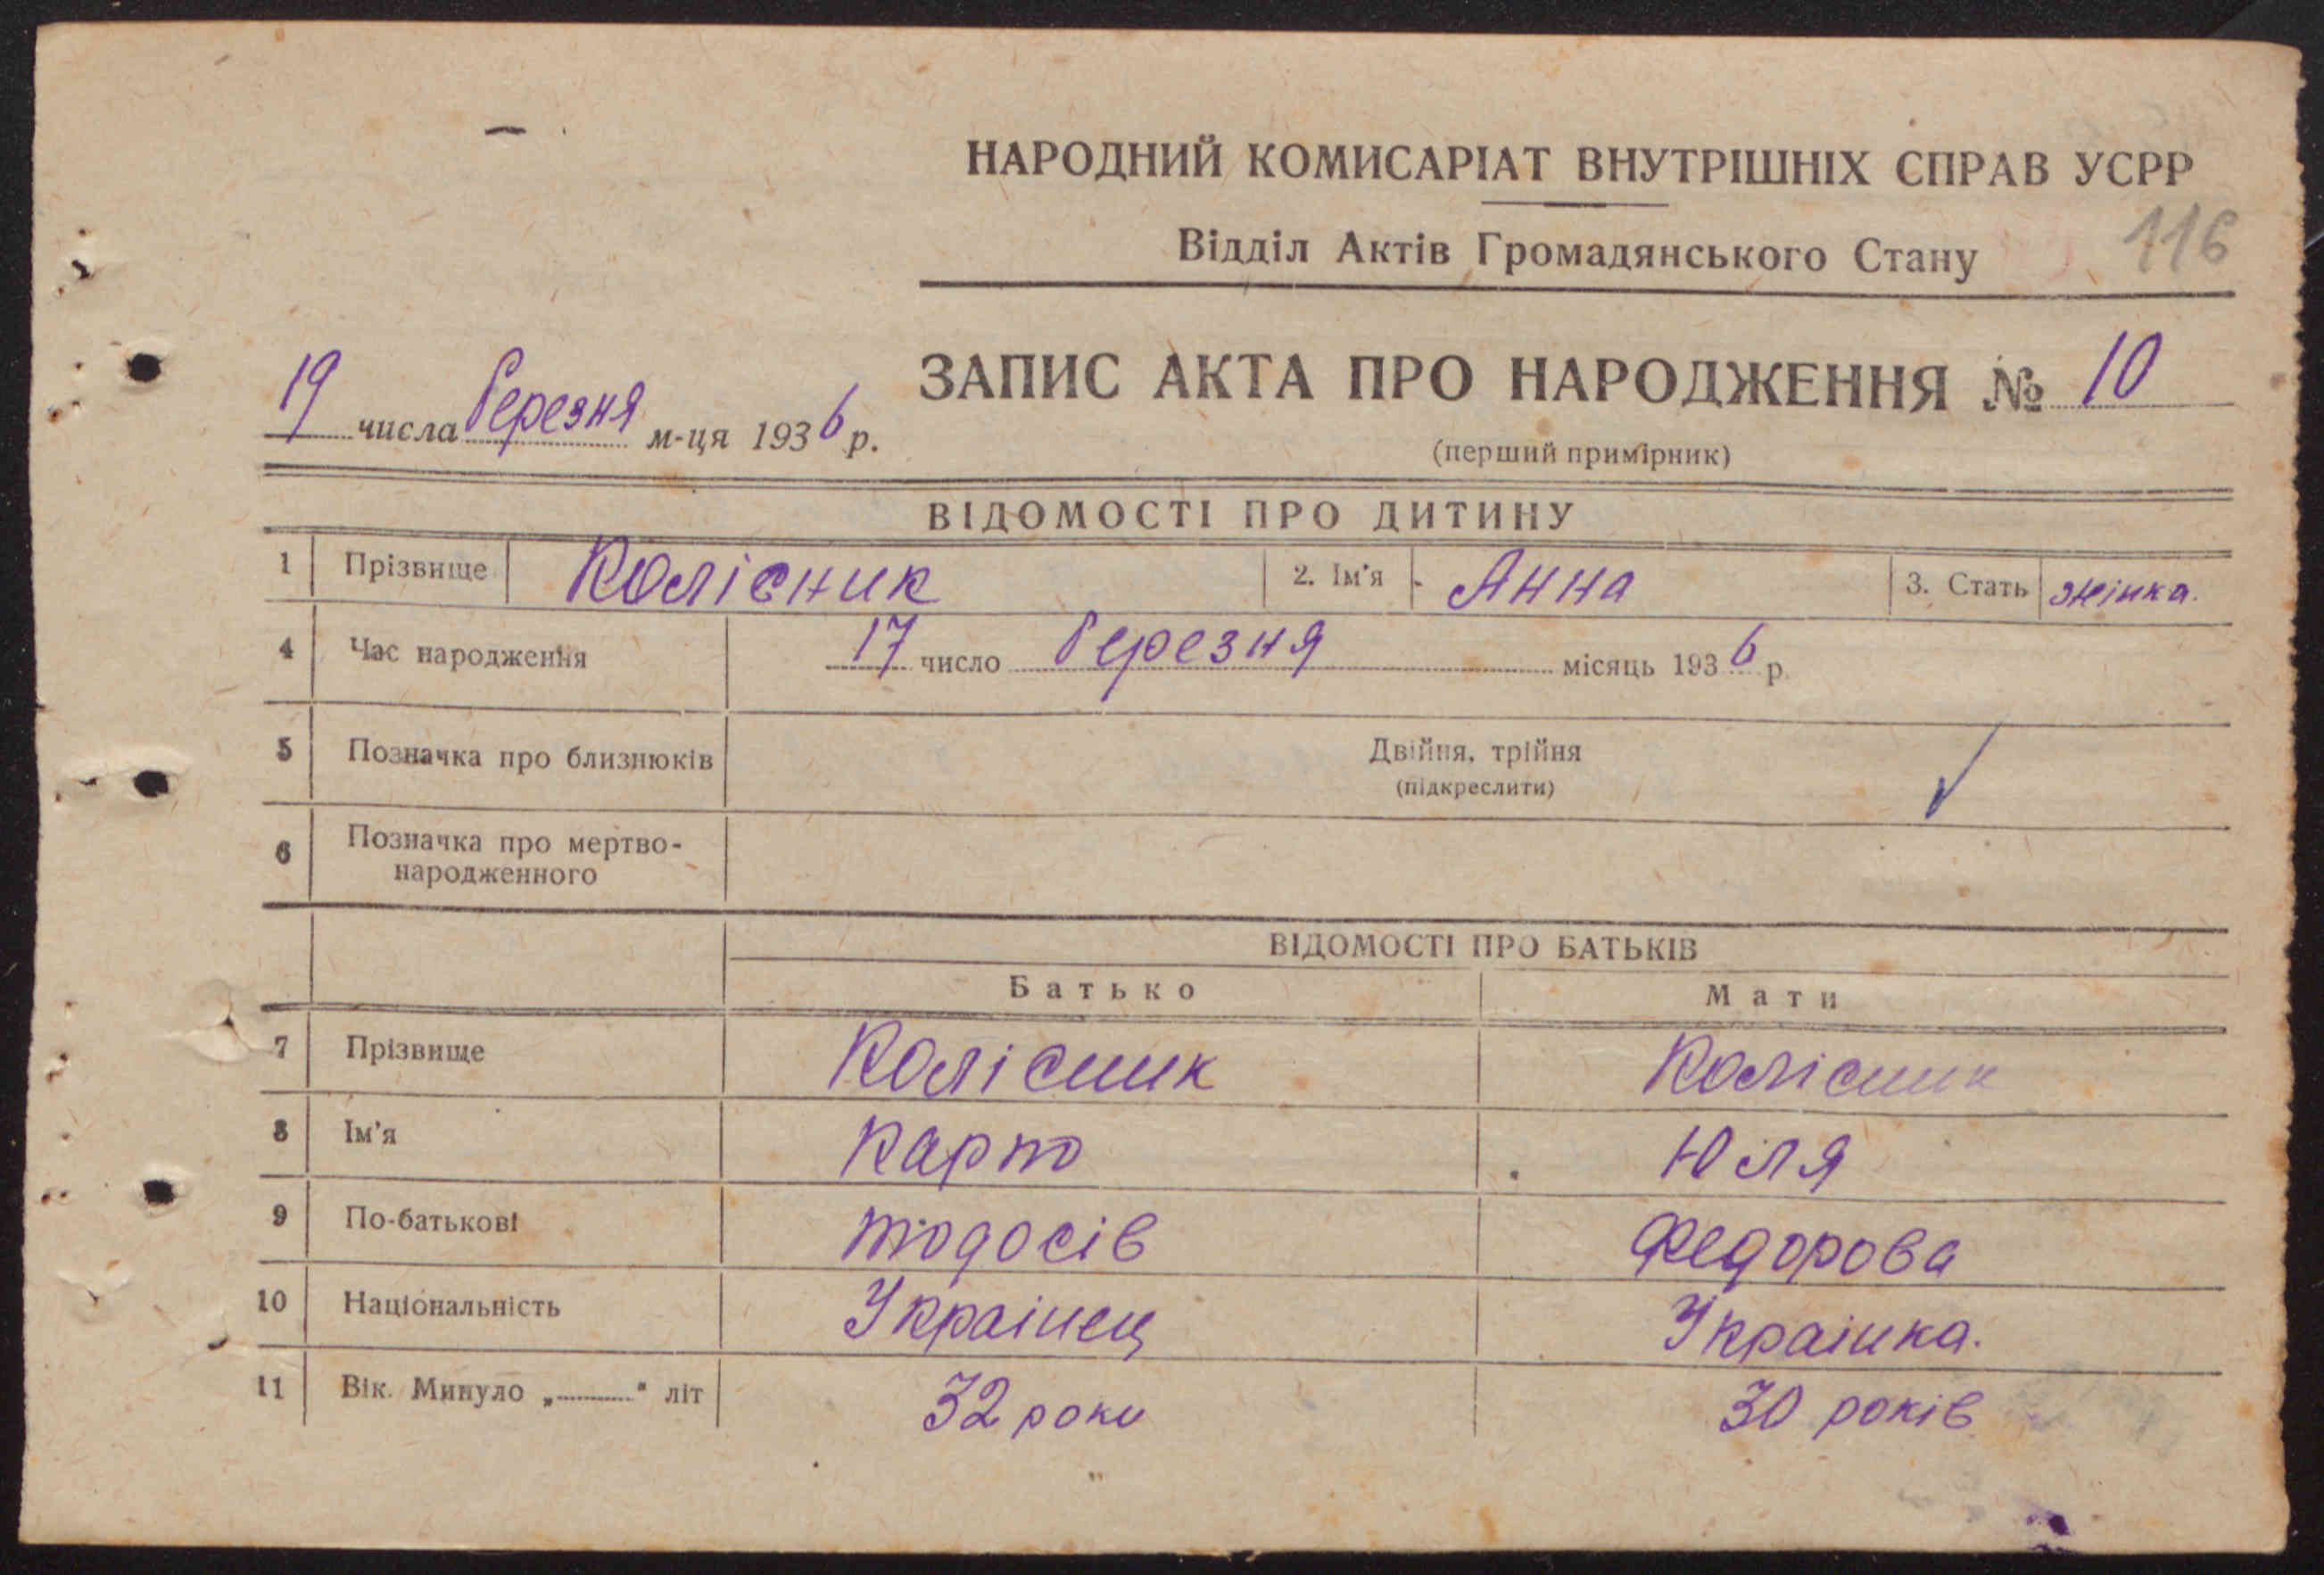 НАРОДНИЙ КОМИСАРІАТ ВНУТРІШНІХ СПРАВ УСРР
Відділ Актів Громадянського Стану
116
ЗАПИС АКТА ПРО НАРОДЖЕННЯ № 10
19 числа березня м-ця 1936 р.
(перший примірник)
ВІДОМОСТІ ПРО ДИТИНУ
1 Прізвище Колісник 2. Ім'я Анна 3. Стать жінка.
4 Час народження 17 число березня місяць 1936 р.
5 Позначка про близнюків Двійня, трійня
(підкреслити)
6 Позначка про мертво-
народженного
ВІДОМОСТІ ПРО БАТЬКІВ
Батько Мати
7 Прізвище Колісник Колісник
8 Ім'я Карпо Юля
9 По-батькові Тодосів Федорова
10 Національність Українець Українка.
11 Вік. Минуло „ “ літ 32 роки 30 років